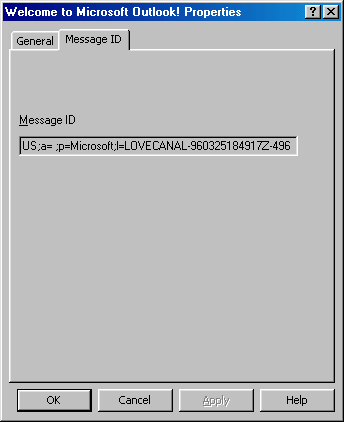 Welcome to Microsoft Outlook! Properties
General Message ID
Message ID
US;a= ;p=Microsoft;l=LOVECANAL-960325184917Z-496
OK Cancel Apply Help